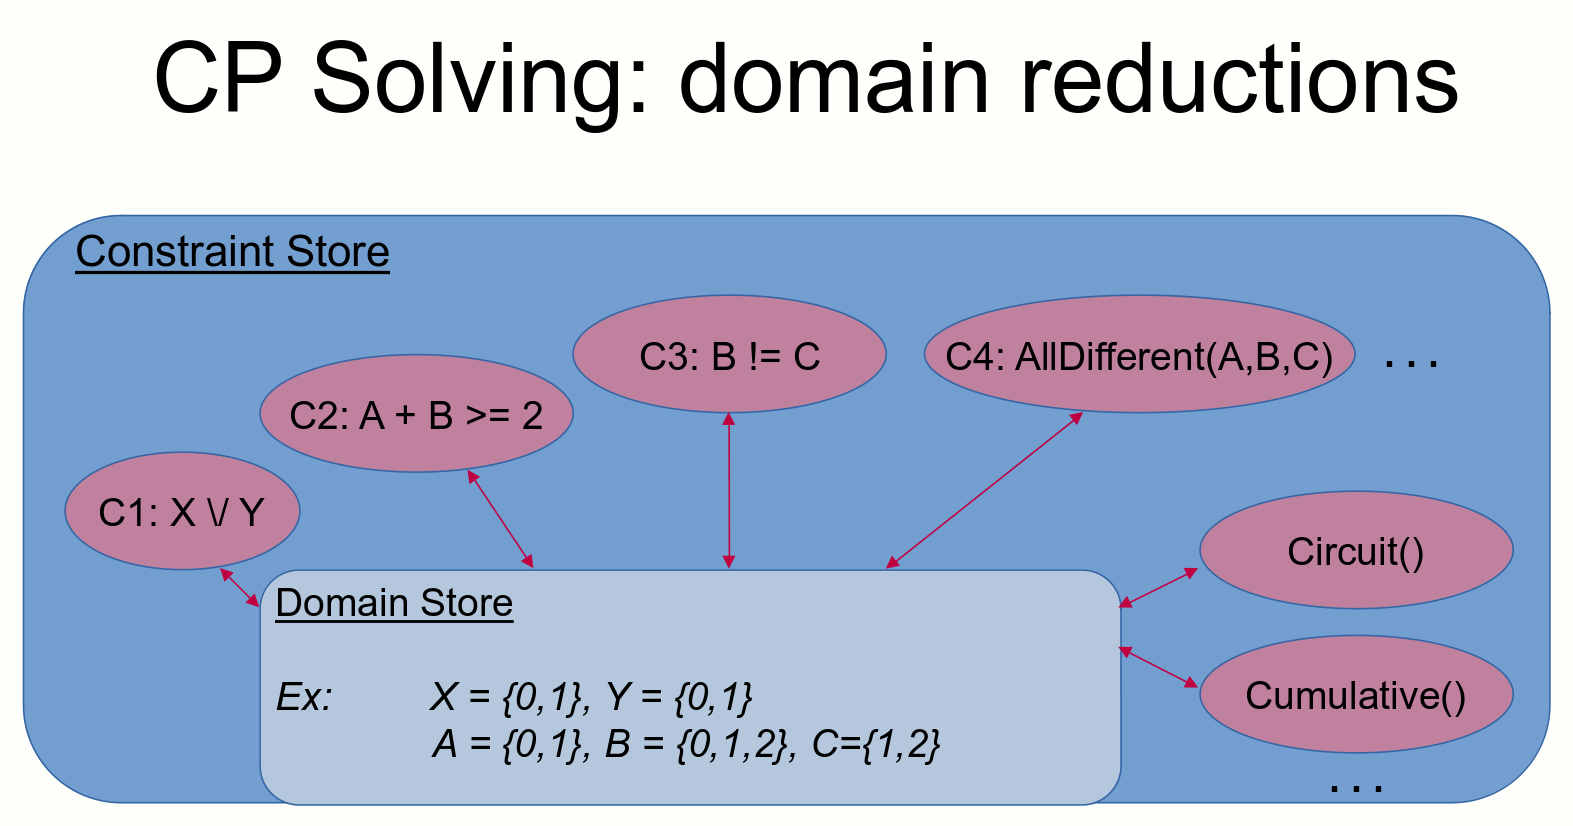 CP Solving: domain reductions
Constraint Store
C3: B != C
C4: AllDifferent(A,B,C)
. . .
C2: A + B >= 2
C1: X \/ Y
Circuit()
Domain Store
Ex: X = {0,1}, Y = {0,1}
Cumulative()
A = {0,1}, B = {0,1,2}, C={1,2}
. . .